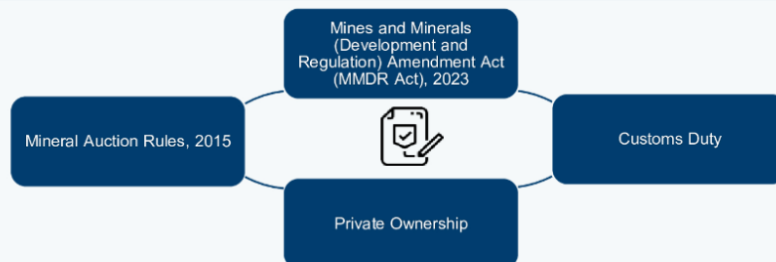 Mines and Minerals
(Development and
Regulation) Amendment Act
(MMDR Act), 2023
Mineral Auction Rules, 2015
Customs Duty
Private Ownership